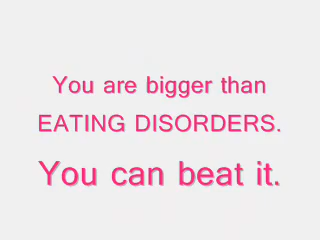 You are bigger than
EATING DISORDERS.
You can beat it.